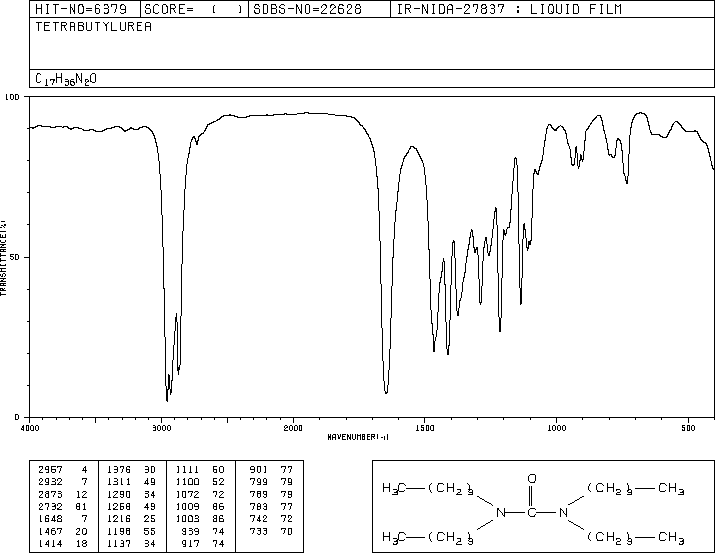 HIT-NO=6379 SCORE= ( ) SDBS-NO=22628 IR-NIDA-27837 : LIQUID FILM
TETRABUTYLUREA
C17H36N2O
100
TRANSMITTANCE(%)
50
0
4000 3000 2000 1500 1000 500
WAVENUMBER(-1)
2967 4 1376 30 1111 60 901 77
2932 7 1311 49 1100 52 799 79
2873 12 1290 34 1072 72 789 79
2732 81 1258 49 1009 86 783 77
1648 7 1216 25 1003 86 742 72
1467 20 1198 55 939 74 733 70
1414 18 1137 34 917 74
O
H3C (CH2)3 (CH2)3 CH3
N C N
H3C (CH2)3 (CH2)3 CH3